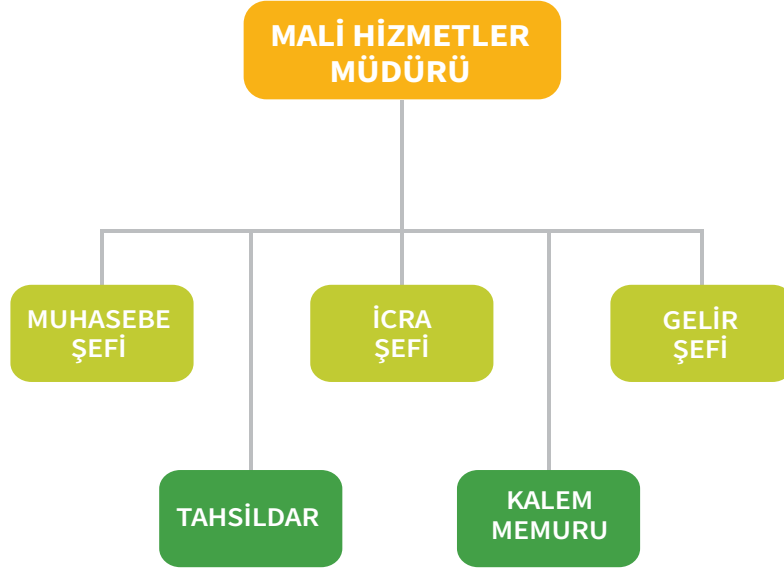 MALİ HİZMETLER
MÜDÜRÜ
MUHASEBE
ŞEFİ
İCRA
ŞEFİ
GELİR
ŞEFİ
TAHSİLDAR
KALEM
MEMURU